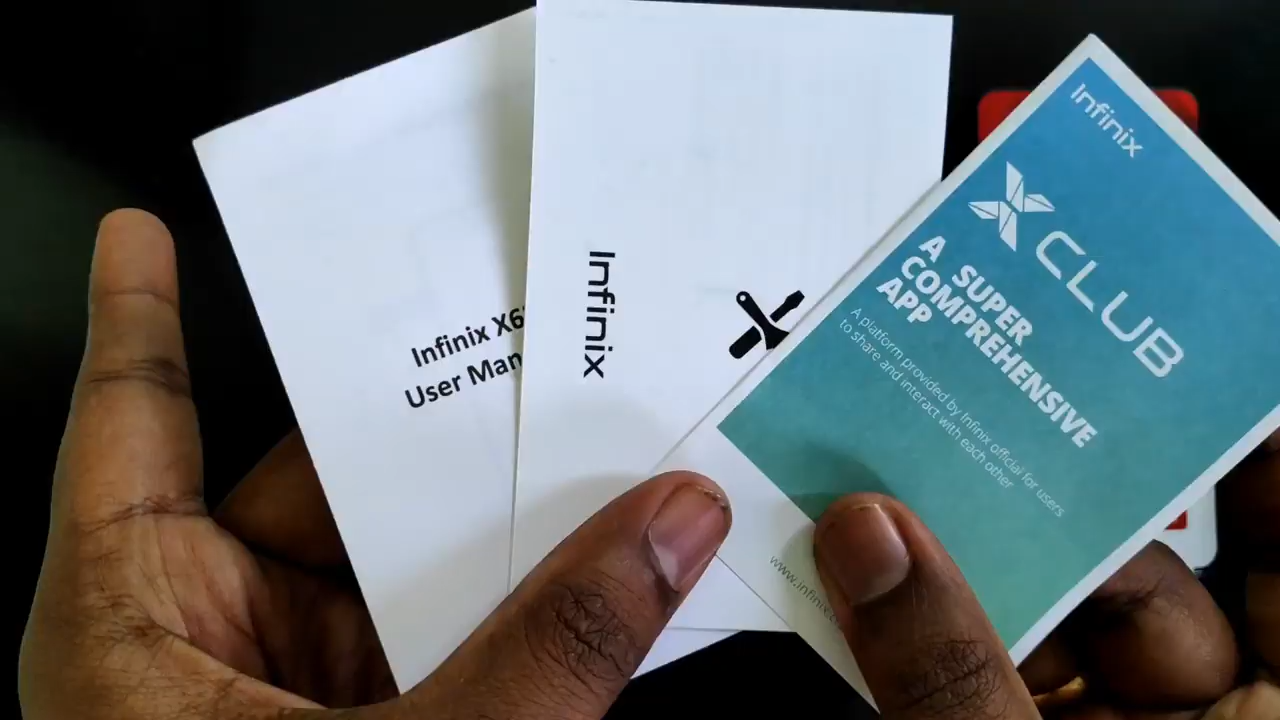 Infinix X6
User Man
Infinix
Infinix
CLUB
A SUPER
COMPREHENSIVE
APP
A platform provided by Infinix official for users
to share and interact with each other
www.infinix.c